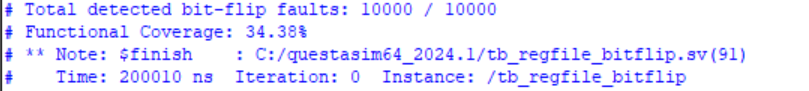 # Total detected bit-flip faults: 10000 / 10000
# Functional Coverage: 34.38%
# ** Note: $finish    : C:/questasim64_2024.1/tb_regfile_bitflip.sv(91)
#    Time: 200010 ns  Iteration: 0  Instance: /tb_regfile_bitflip